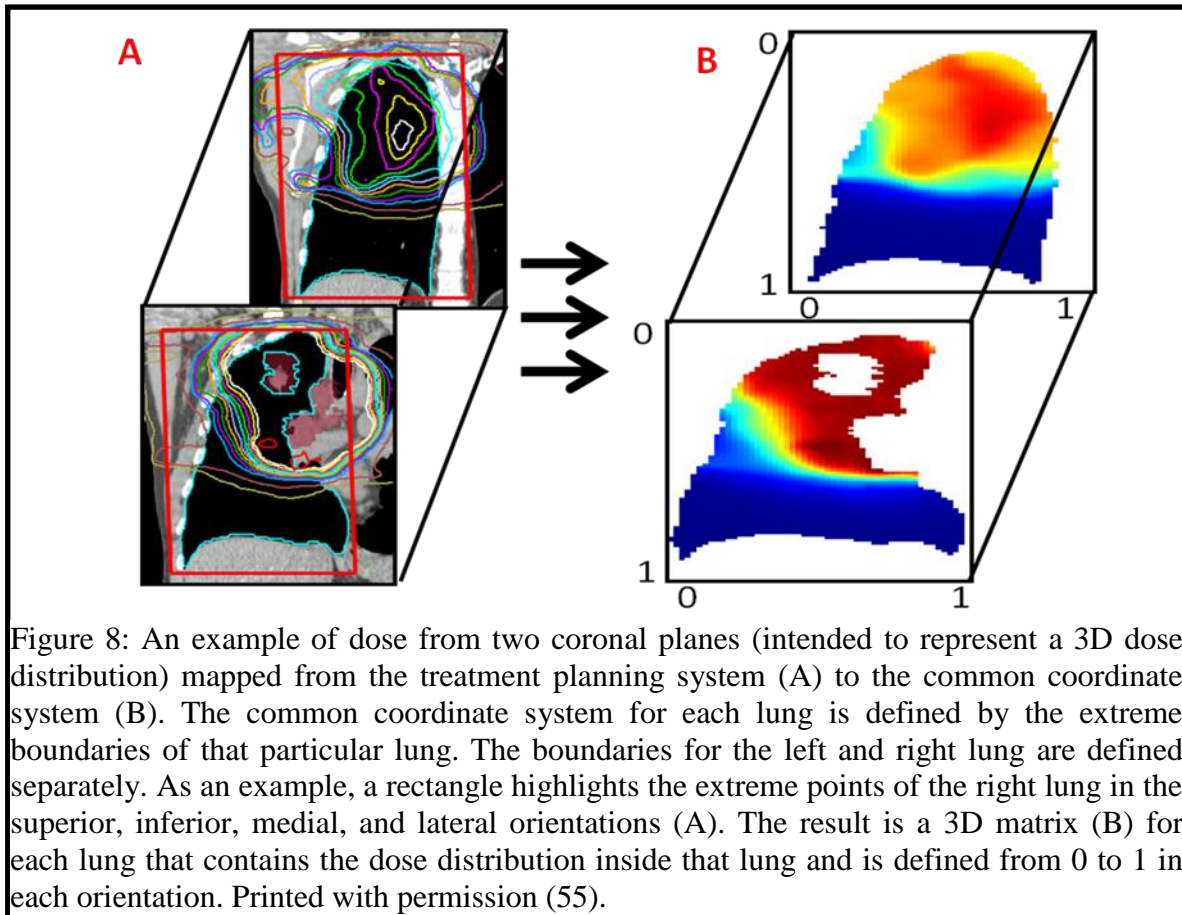 A
B
0
1
0
1
0
1
0
1
Figure 8: An example of dose from two coronal planes (intended to represent a 3D dose
distribution) mapped from the treatment planning system (A) to the common coordinate
system (B). The common coordinate system for each lung is defined by the extreme
boundaries of that particular lung. The boundaries for the left and right lung are defined
separately. As an example, a rectangle highlights the extreme points of the right lung in the
superior, inferior, medial, and lateral orientations (A). The result is a 3D matrix (B) for
each lung that contains the dose distribution inside that lung and is defined from 0 to 1 in
each orientation. Printed with permission (55).